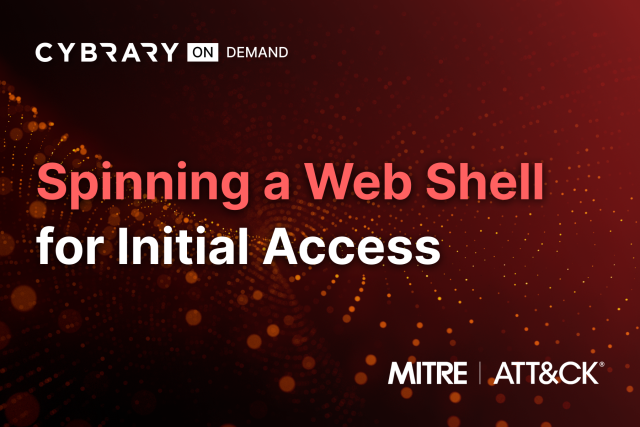 CYBRARY ON DEMAND
Spinning a Web Shell
for Initial Access
MITRE | ATT&CK®